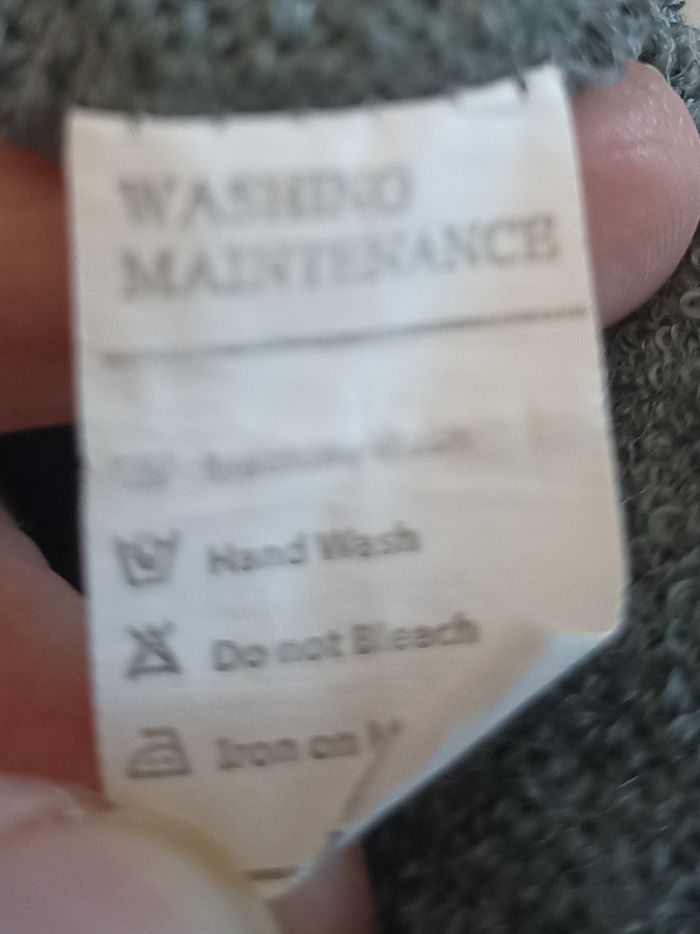 WASHING
MAINTENANCE
Hand Wash
Do not Bleach
Iron on